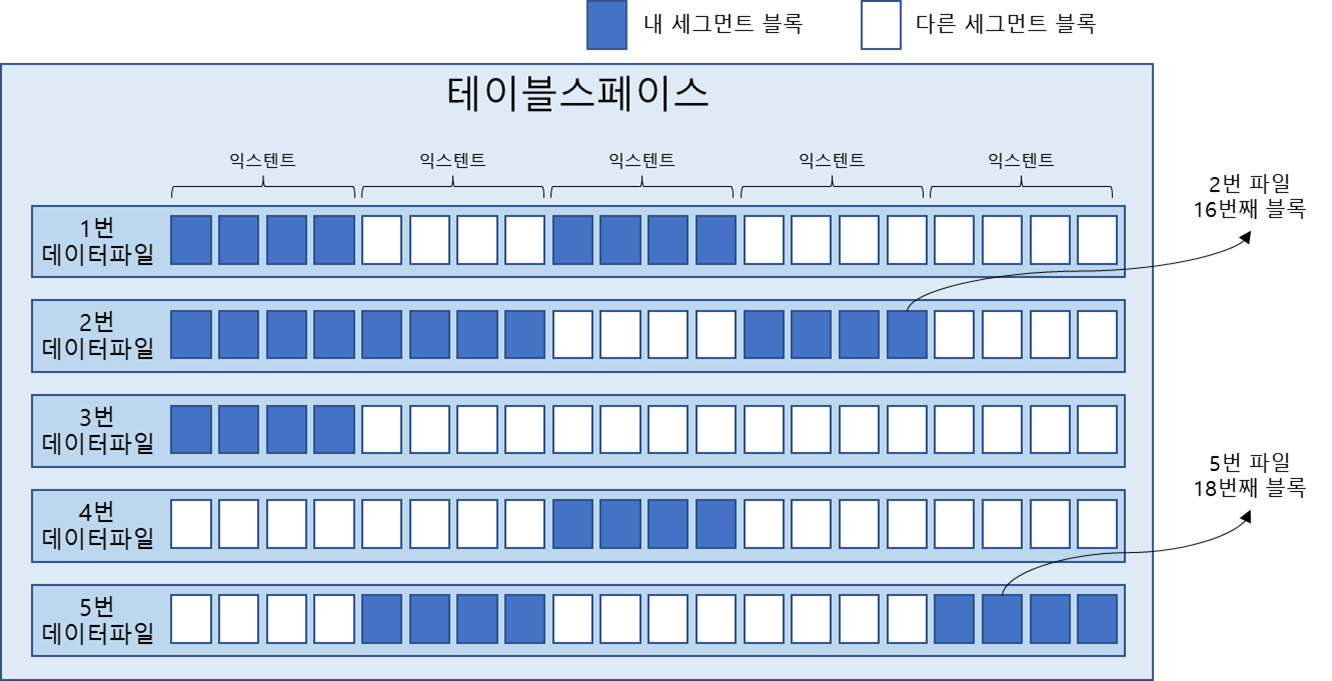 내 세그먼트 블록
다른 세그먼트 블록
테이블스페이스
익스텐트
익스텐트
익스텐트
익스텐트
익스텐트
2번 파일
16번째 블록
1번
데이터파일
2번
데이터파일
3번
데이터파일
5번 파일
18번째 블록
4번
데이터파일
5번
데이터파일